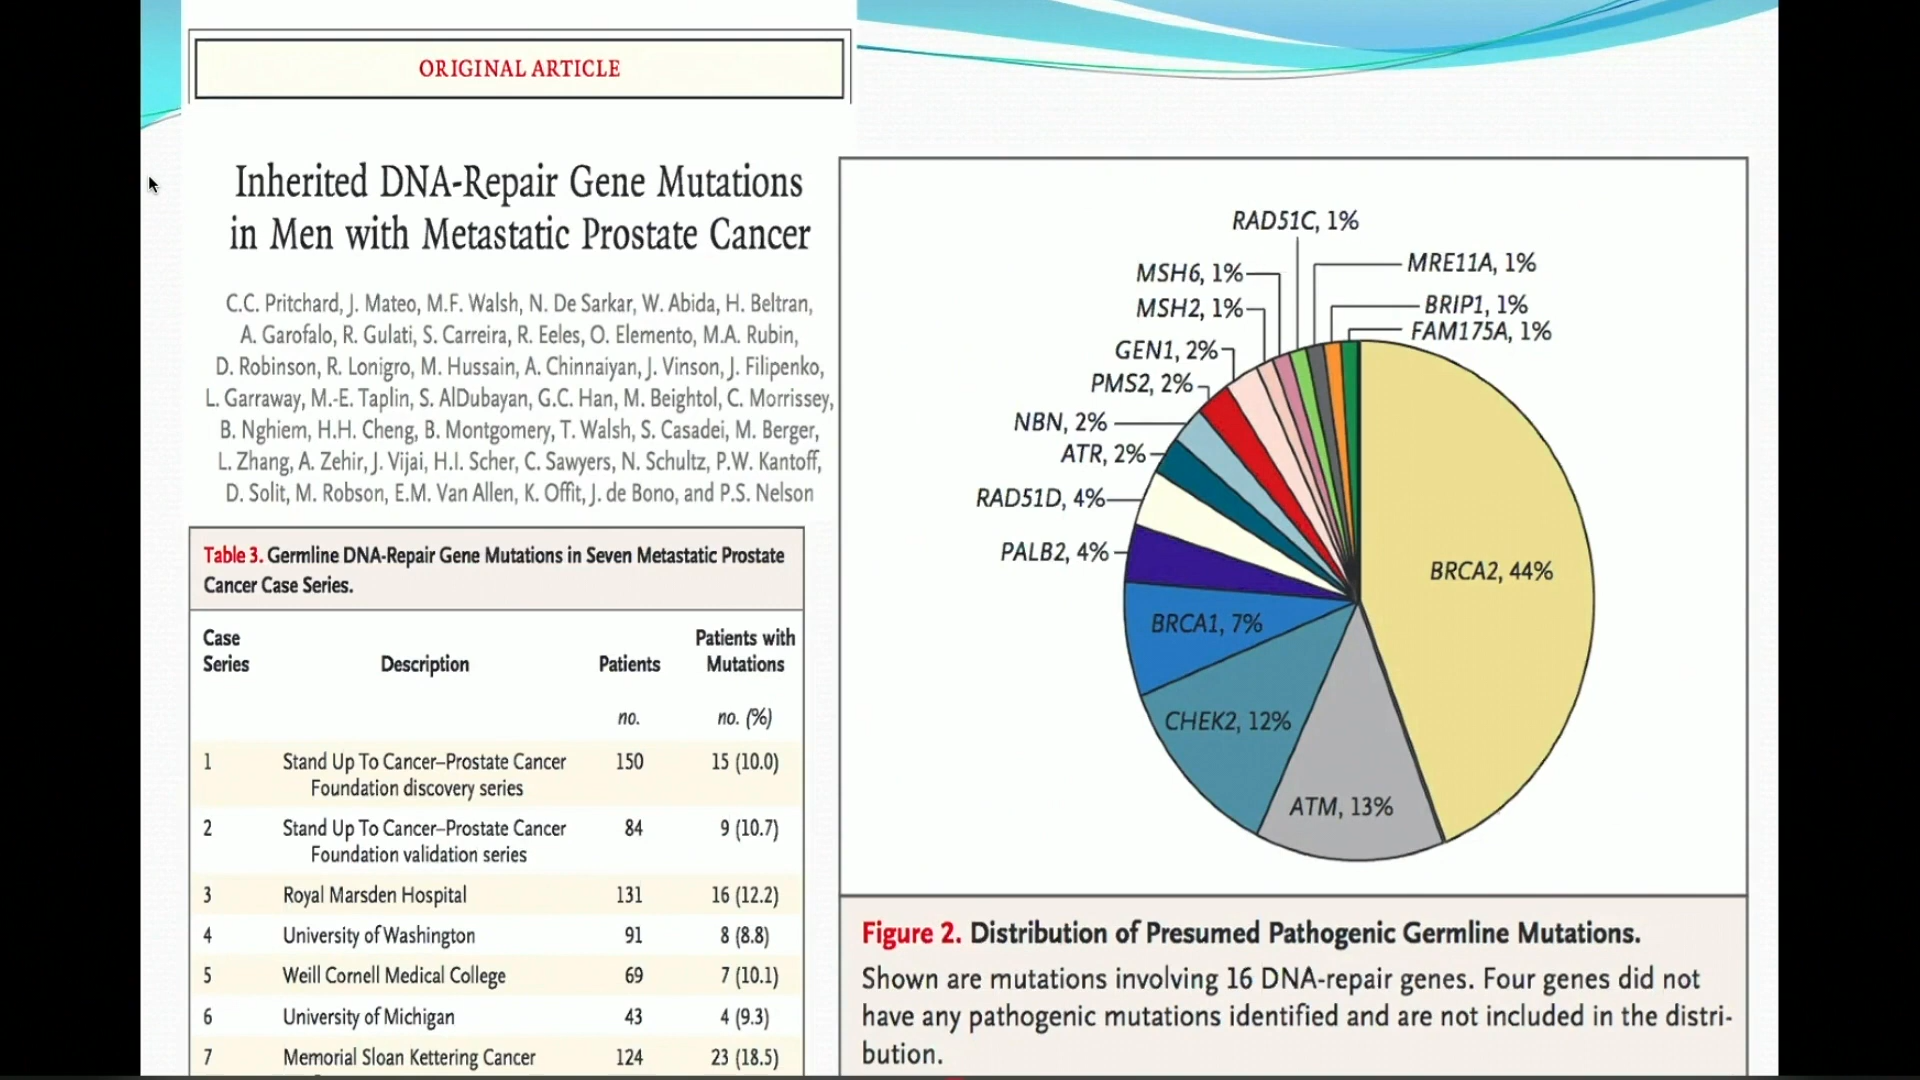 ORIGINAL ARTICLE
Inherited DNA-Repair Gene Mutations
in Men with Metastatic Prostate Cancer
C.C. Pritchard, J. Mateo, M.F. Walsh, N. De Sarkar, W. Abida, H. Beltran,
A. Garofalo, R. Gulati, S. Carreira, R. Eeles, O. Elemento, M.A. Rubin,
D. Robinson, R. Lonigro, M. Hussain, A. Chinnaiyan, J. Vinson, J. Filipenko,
L. Garraway, M.-E. Taplin, S. AlDubayan, G.C. Han, M. Beightol, C. Morrissey,
B. Nghiem, H.H. Cheng, B. Montgomery, T. Walsh, S. Casadei, M. Berger,
L. Zhang, A. Zehir, J. Vijai, H.I. Scher, C. Sawyers, N. Schultz, P.W. Kantoff,
D. Solit, M. Robson, E.M. Van Allen, K. Offit, J. de Bono, and P.S. Nelson
Table 3. Germline DNA-Repair Gene Mutations in Seven Metastatic Prostate
Cancer Case Series.
Case Series Description Patients Patients with Mutations
no. no. (%)
1 Stand Up To Cancer–Prostate Cancer 150 15 (10.0)
Foundation discovery series
2 Stand Up To Cancer–Prostate Cancer 84 9 (10.7)
Foundation validation series
3 Royal Marsden Hospital 131 16 (12.2)
4 University of Washington 91 8 (8.8)
5 Weill Cornell Medical College 69 7 (10.1)
6 University of Michigan 43 4 (9.3)
7 Memorial Sloan Kettering Cancer 124 23 (18.5)
RAD51C, 1%
MSH6, 1%
MRE11A, 1%
MSH2, 1%
BRIP1, 1%
FAM175A, 1%
GEN1, 2%
PMS2, 2%
NBN, 2%
ATR, 2%
RAD51D, 4%
PALB2, 4%
BRCA2, 44%
BRCA1, 7%
CHEK2, 12%
ATM, 13%
Figure 2. Distribution of Presumed Pathogenic Germline Mutations.
Shown are mutations involving 16 DNA-repair genes. Four genes did not
have any pathogenic mutations identified and are not included in the distri-
bution.